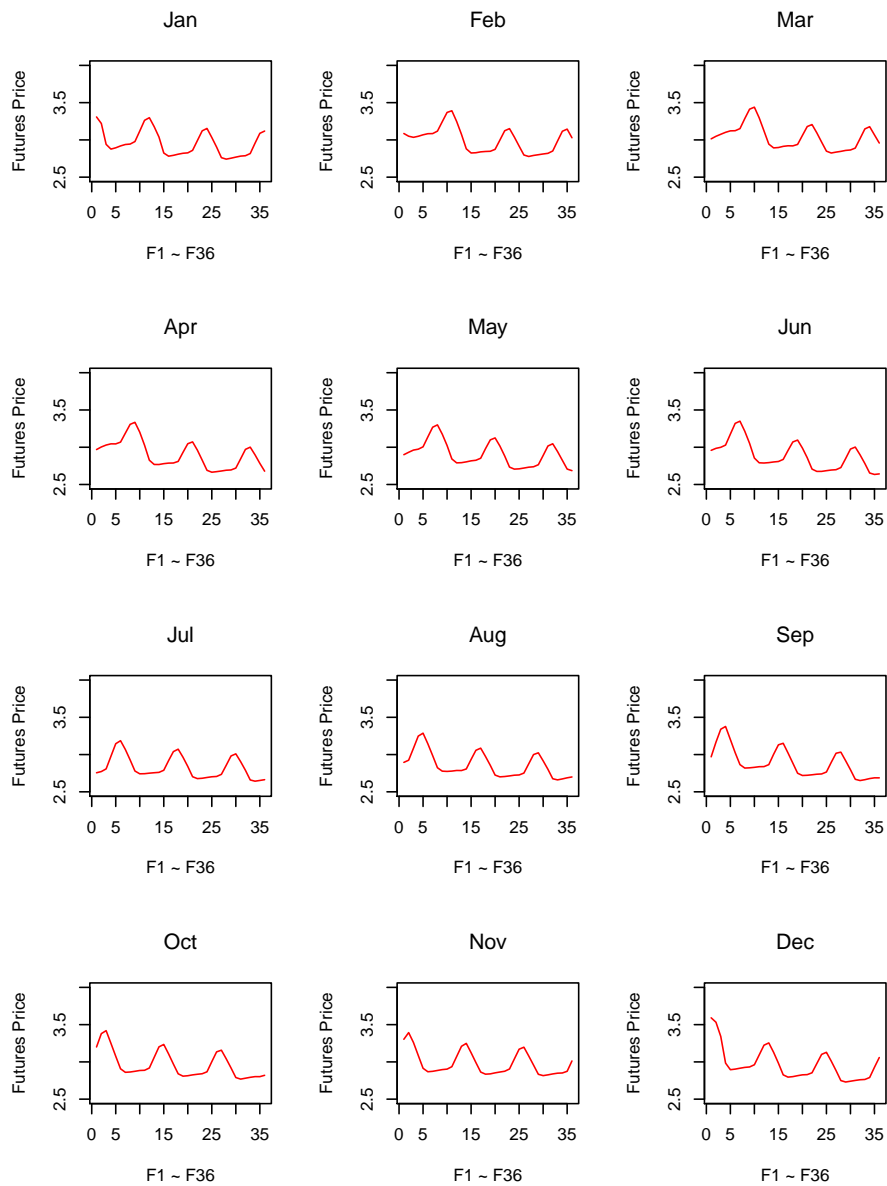 Jan Feb Mar
Futures Price Futures Price Futures Price
3.5 3.5 3.5
2.5 2.5 2.5
0 5 15 25 35 0 5 15 25 35 0 5 15 25 35
F1 ~ F36 F1 ~ F36 F1 ~ F36
Apr May Jun
Futures Price Futures Price Futures Price
3.5 3.5 3.5
2.5 2.5 2.5
0 5 15 25 35 0 5 15 25 35 0 5 15 25 35
F1 ~ F36 F1 ~ F36 F1 ~ F36
Jul Aug Sep
Futures Price Futures Price Futures Price
3.5 3.5 3.5
2.5 2.5 2.5
0 5 15 25 35 0 5 15 25 35 0 5 15 25 35
F1 ~ F36 F1 ~ F36 F1 ~ F36
Oct Nov Dec
Futures Price Futures Price Futures Price
3.5 3.5 3.5
2.5 2.5 2.5
0 5 15 25 35 0 5 15 25 35 0 5 15 25 35
F1 ~ F36 F1 ~ F36 F1 ~ F36